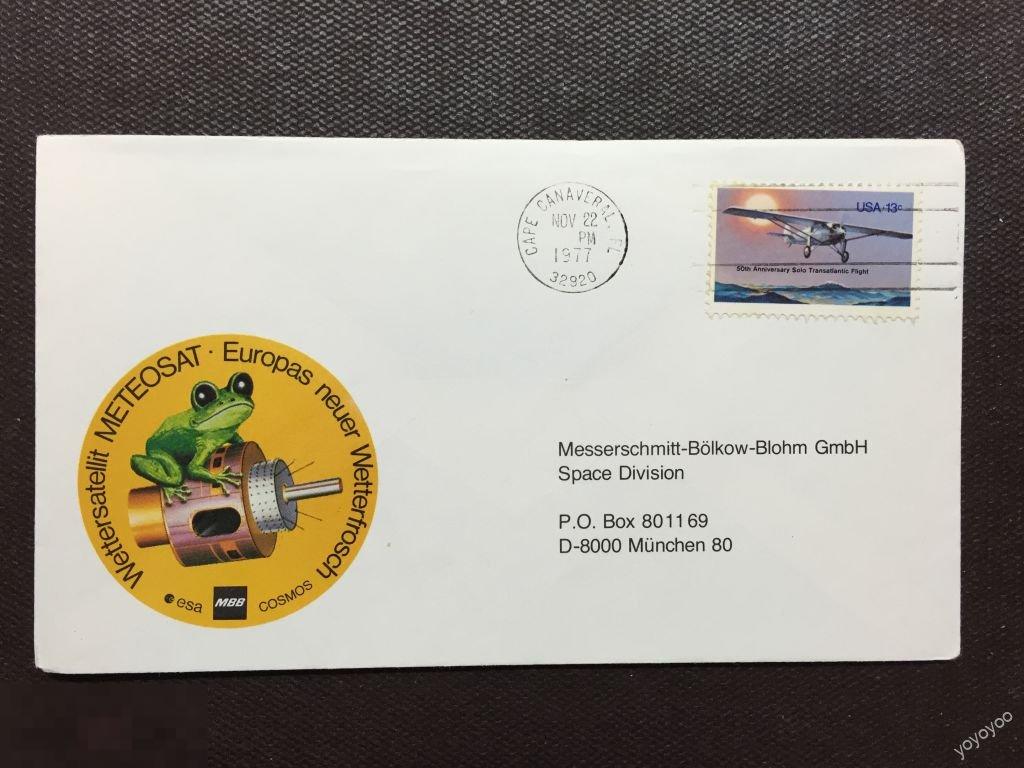 CAPE CANAVERAL, FL
NOV 22
PM
1977
32920
USA·13c
50th Anniversary Solo Transatlantic Flight
Wettersatellit METEOSAT · Europas neuer Wetterfrosch
esa MBB COSMOS
Messerschmitt-Bölkow-Blohm GmbH
Space Division
P.O. Box 801169
D-8000 München 80
yoyoyoo